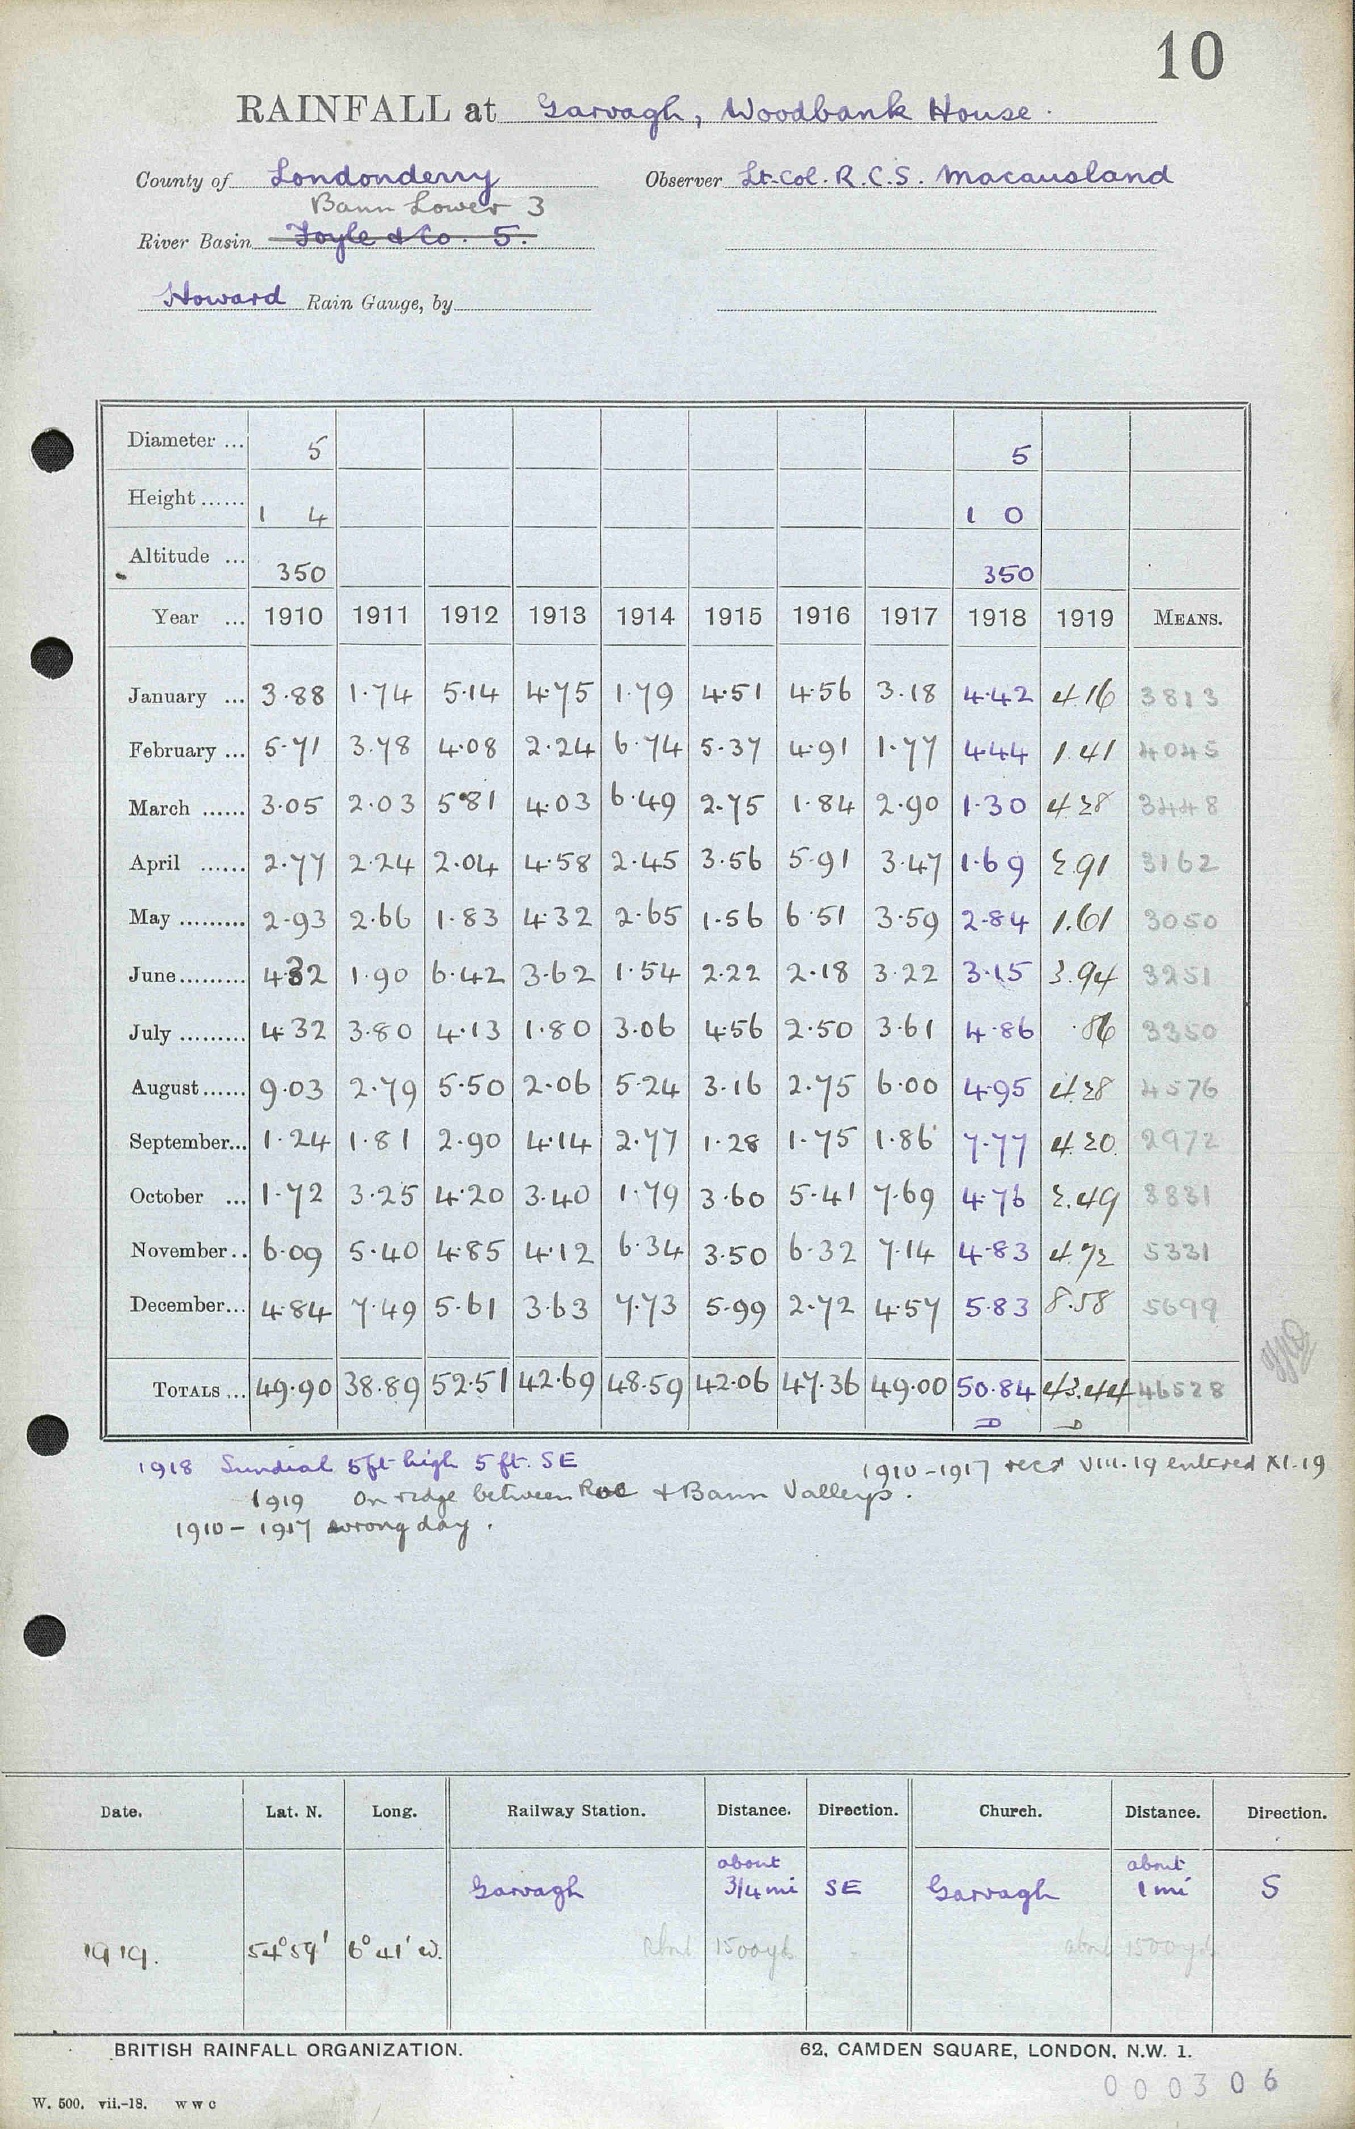 10
RAINFALL at Garvagh, Woodbank House.
County of Londonderry Observer Lt-Col. R.C.S. Macausland
Bann Lower 3
River Basin Foyle & Co. 5.
Howard Rain Gauge, by
Diameter ... 5 5
Height ...... 1 4 1 0
Altitude ... 350 350
Year ... 1910 1911 1912 1913 1914 1915 1916 1917 1918 1919 MEANS.
January ... 3.88 1.74 5.14 4.75 1.79 4.51 4.56 3.18 4.42 4.16 3813
February ... 5.71 3.78 4.08 2.24 6.74 5.37 4.91 1.77 4.44 1.41 4045
March ...... 3.05 2.03 5.81 4.03 6.49 2.75 1.84 2.90 1.30 4.28 3448
April ...... 2.77 2.24 2.04 4.58 2.45 3.56 5.91 3.47 1.69 2.91 3162
May ......... 2.93 2.66 1.83 4.32 2.65 1.56 6.51 3.59 2.84 1.61 3050
June ......... 1.90 6.42 3.62 1.54 2.22 2.18 3.22 3.15 3.94 3251
July ......... 4.32 3.80 4.13 1.80 3.06 4.56 2.50 3.61 4.86 .86 3350
August ...... 9.03 2.79 5.50 2.06 5.24 3.16 2.75 6.00 4.95 4.28 4576
September... 1.24 1.81 2.90 4.14 2.77 1.28 1.75 1.86 7.77 4.20 2972
October ... 1.72 3.25 4.20 3.40 1.79 3.60 5.41 7.69 4.76 2.49 3831
November .. 6.09 5.40 4.85 4.12 6.34 3.50 6.32 7.14 4.83 4.72 5331
December... 4.84 7.49 5.61 3.63 7.73 5.99 2.72 4.57 5.83 8.58 5699
TOTALS ... 49.90 38.89 52.51 42.69 48.59 42.06 47.36 49.00 50.84 43.44 46528
D D
1918 Sundial 5ft high 5 ft. SE
1910-1917 recd VIII.19 entered XI.19
1919 On ridge between Roe & Bann Valleys.
1910-1917 wrong day.
Date. Lat. N. Long. Railway Station. Distance. Direction. Church. Distance. Direction.
Garvagh about 3/4 mi SE Garvagh about 1 mi S
1919. 54° 59' 6° 41' W. about 1500 yds about 1500 yds
BRITISH RAINFALL ORGANIZATION. 62, CAMDEN SQUARE, LONDON, N.W. 1.
000306
W. 500. vii.-18. W W C